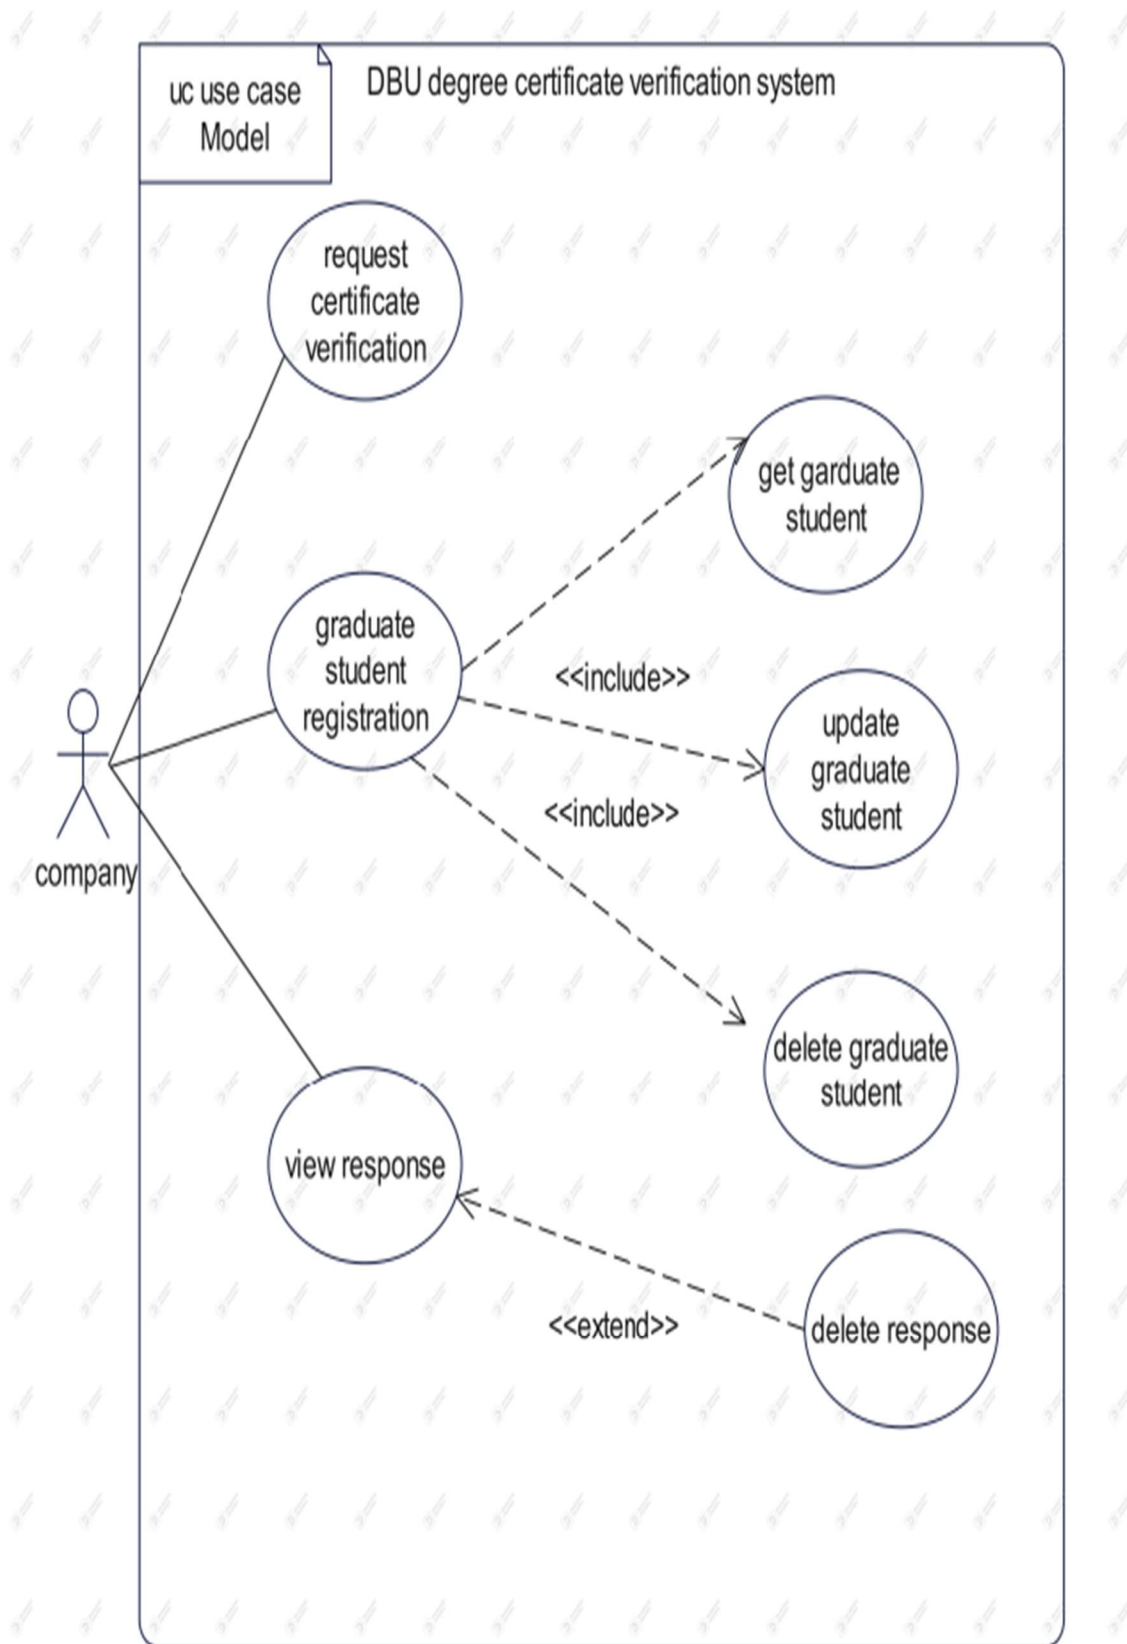 uc use case
Model
DBU degree certificate verification system
request
certificate
verification
get garduate
student
graduate
student
registration
<<include>>
update
graduate
student
<<include>>
company
delete graduate
student
view response
<<extend>>
delete response